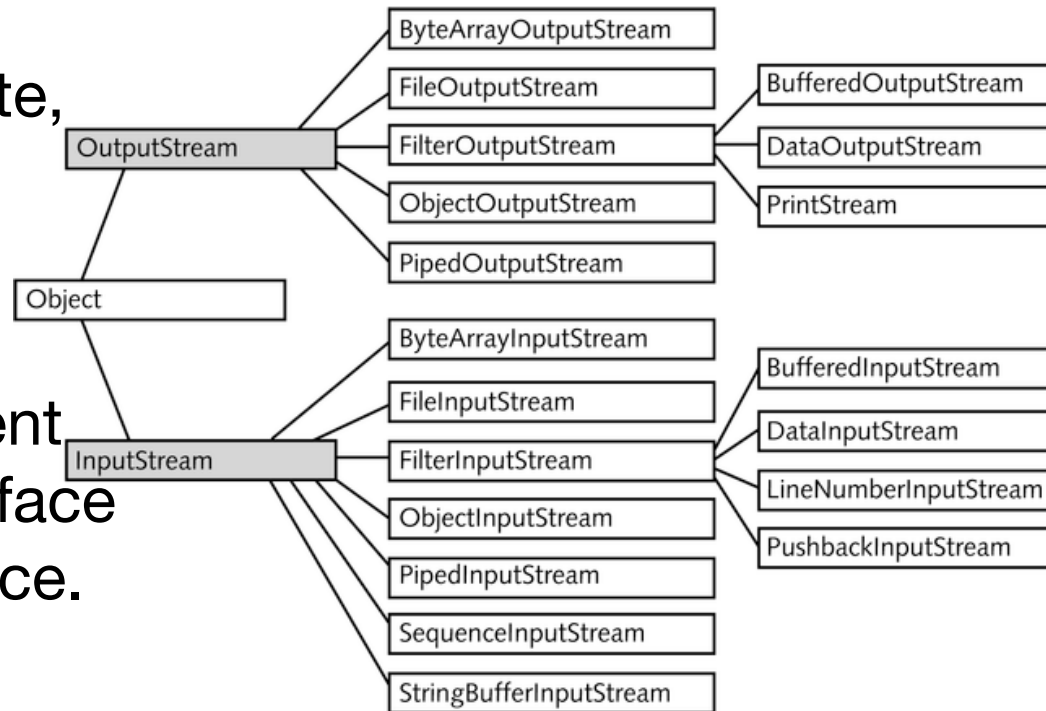 te,
ent
face
ce.
Object
OutputStream
ByteArrayOutputStream
FileOutputStream
FilterOutputStream
ObjectOutputStream
PipedOutputStream
BufferedOutputStream
DataOutputStream
PrintStream
InputStream
ByteArrayInputStream
FileInputStream
FilterInputStream
ObjectInputStream
PipedInputStream
SequenceInputStream
StringBufferInputStream
BufferedInputStream
DataInputStream
LineNumberInputStream
PushbackInputStream